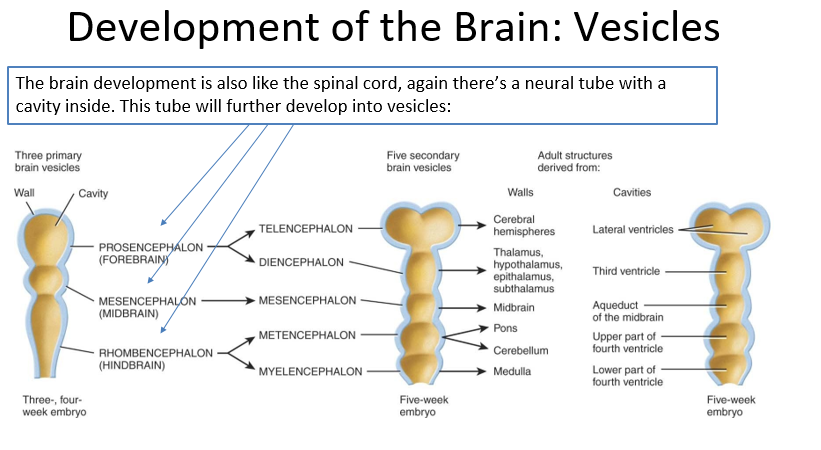 Development of the Brain: Vesicles
The brain development is also like the spinal cord, again there’s a neural tube with a
cavity inside. This tube will further develop into vesicles:
Three primary
brain vesicles
Wall
Cavity
PROSENCEPHALON
(FOREBRAIN)
MESENCEPHALON
(MIDBRAIN)
RHOMBENCEPHALON
(HINDBRAIN)
Three-, four-
week embryo
TELENCEPHALON
DIENCEPHALON
MESENCEPHALON
METENCEPHALON
MYELENCEPHALON
Five secondary
brain vesicles
Five-week
embryo
Adult structures
derived from:
Walls
Cerebral
hemispheres
Thalamus,
hypothalamus,
epithalamus,
subthalamus
Midbrain
Pons
Cerebellum
Medulla
Cavities
Lateral ventricles
Third ventricle
Aqueduct
of the midbrain
Upper part of
fourth ventricle
Lower part of
fourth ventricle
Five-week
embryo